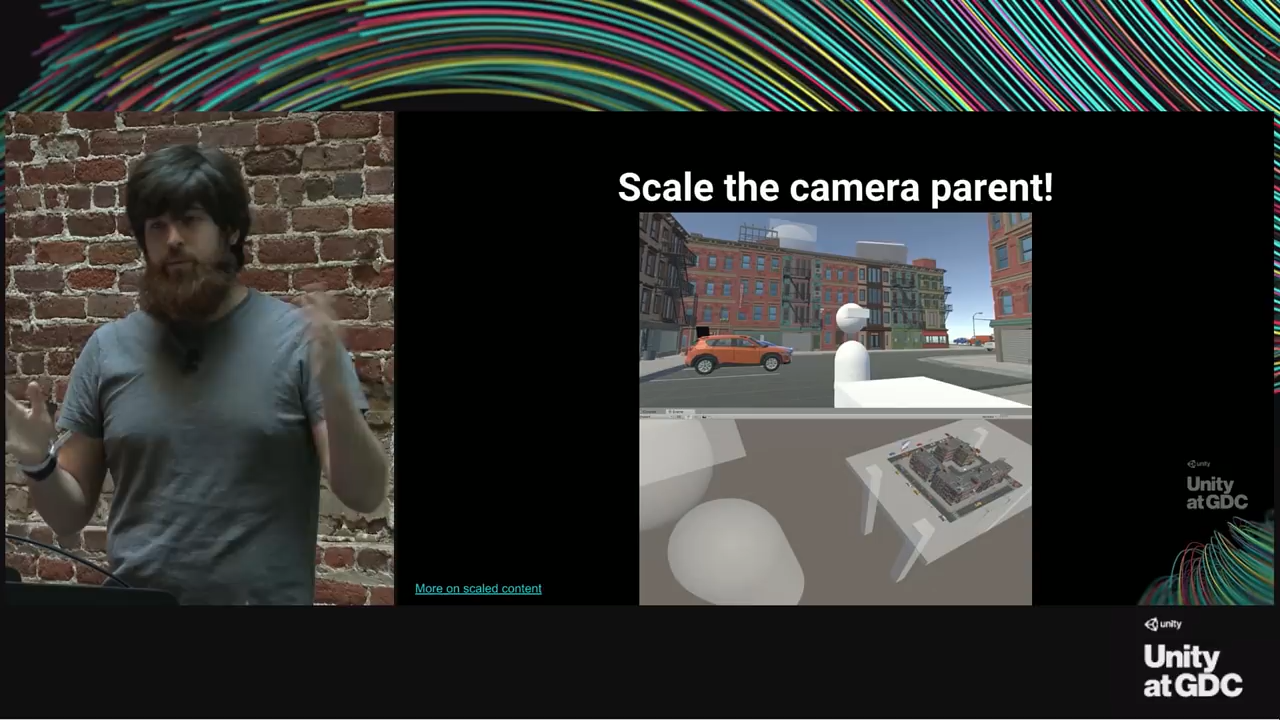 Scale the camera parent!
unity
Unity
at GDC
More on scaled content
unity
Unity
at GDC